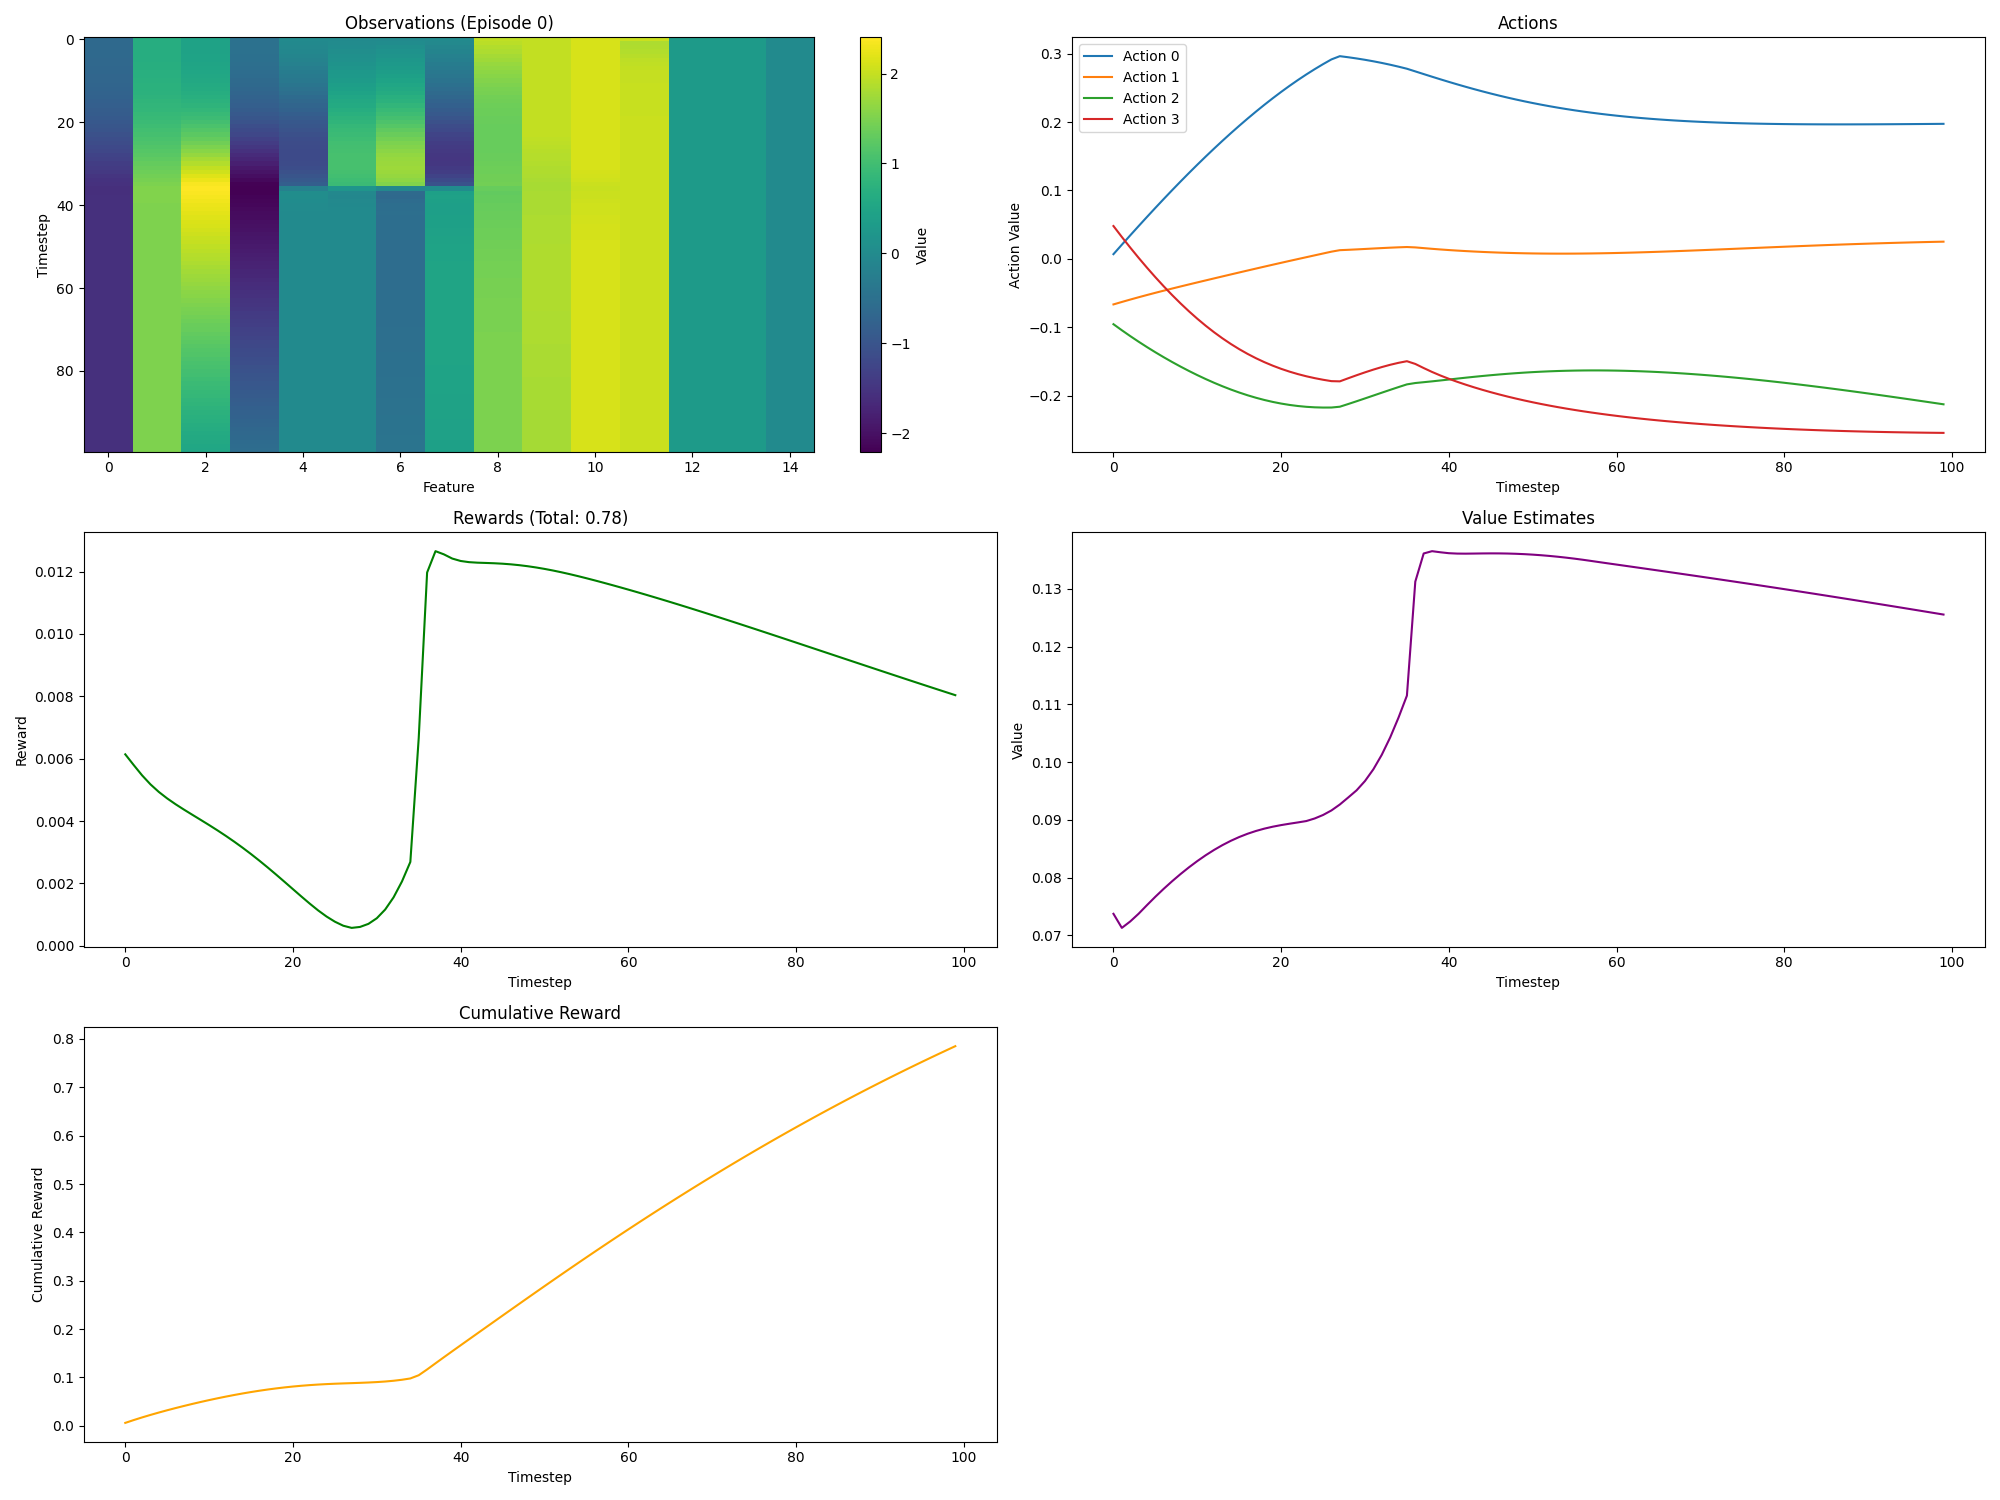 Observations (Episode 0)
0
20
40
60
80
Timestep
0 2 4 6 8 10 12 14
Feature
2
1
0
−1
−2
Value
Actions
Action 0
Action 1
Action 2
Action 3
0.3
0.2
0.1
0.0
−0.1
−0.2
Action Value
0 20 40 60 80 100
Timestep
Rewards (Total: 0.78)
0.012
0.010
0.008
0.006
0.004
0.002
0.000
Reward
0 20 40 60 80 100
Timestep
Value Estimates
0.13
0.12
0.11
0.10
0.09
0.08
0.07
Value
0 20 40 60 80 100
Timestep
Cumulative Reward
0.8
0.7
0.6
0.5
0.4
0.3
0.2
0.1
0.0
Cumulative Reward
0 20 40 60 80 100
Timestep